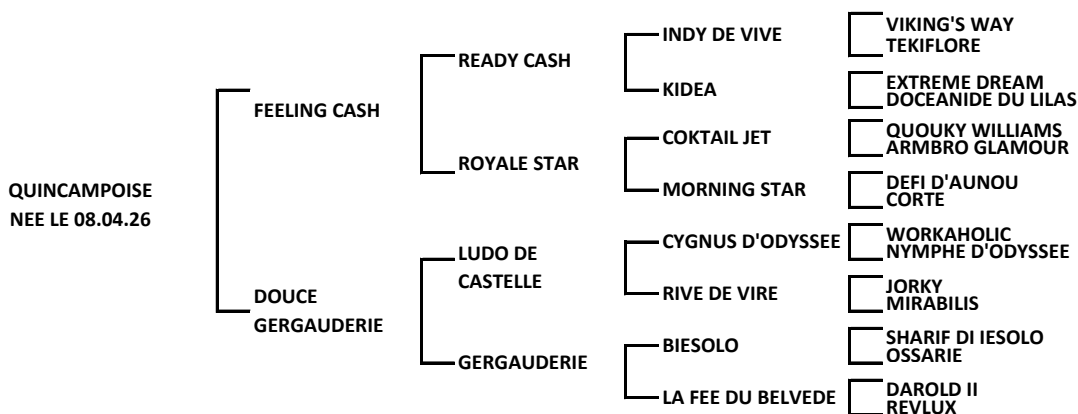 QUINCAMPOISE
NEE LE 08.04.26
FEELING CASH
DOUCE
GERGAUDERIE
READY CASH
ROYALE STAR
LUDO DE
CASTELLE
GERGAUDERIE
INDY DE VIVE
KIDEA
COKTAIL JET
MORNING STAR
CYGNUS D'ODYSSEE
RIVE DE VIRE
BIESOLO
LA FEE DU BELVEDE
VIKING'S WAY
TEKIFLORE
EXTREME DREAM
DOCEANIDE DU LILAS
QUOUKY WILLIAMS
ARMBRO GLAMOUR
DEFI D'AUNOU
CORTE
WORKAHOLIC
NYMPHE D'ODYSSEE
JORKY
MIRABILIS
SHARIF DI IESOLO
OSSARIE
DAROLD II
REVLUX